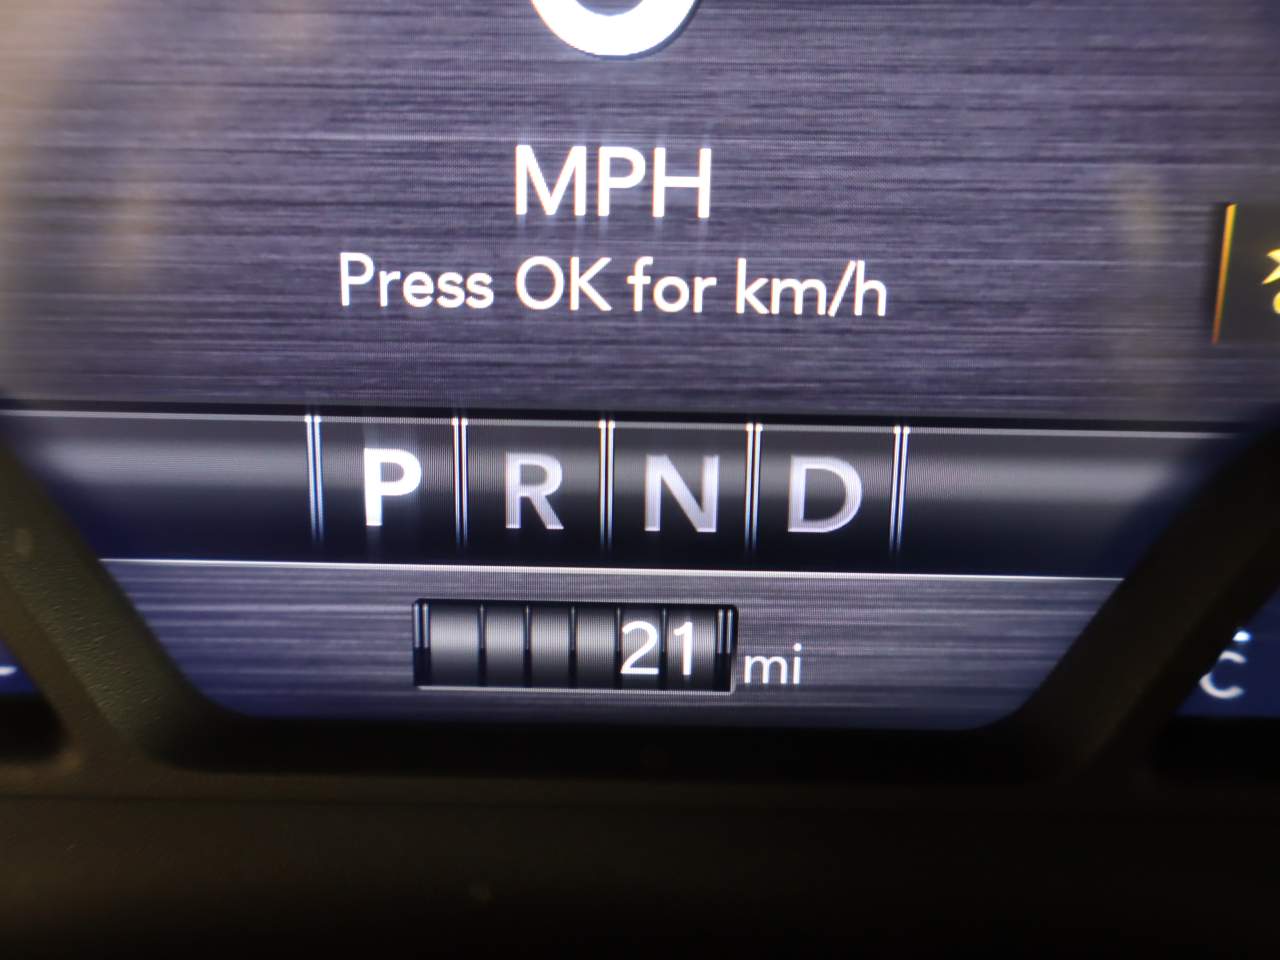 MPH
Press OK for km/h
P R N D
21 mi
C